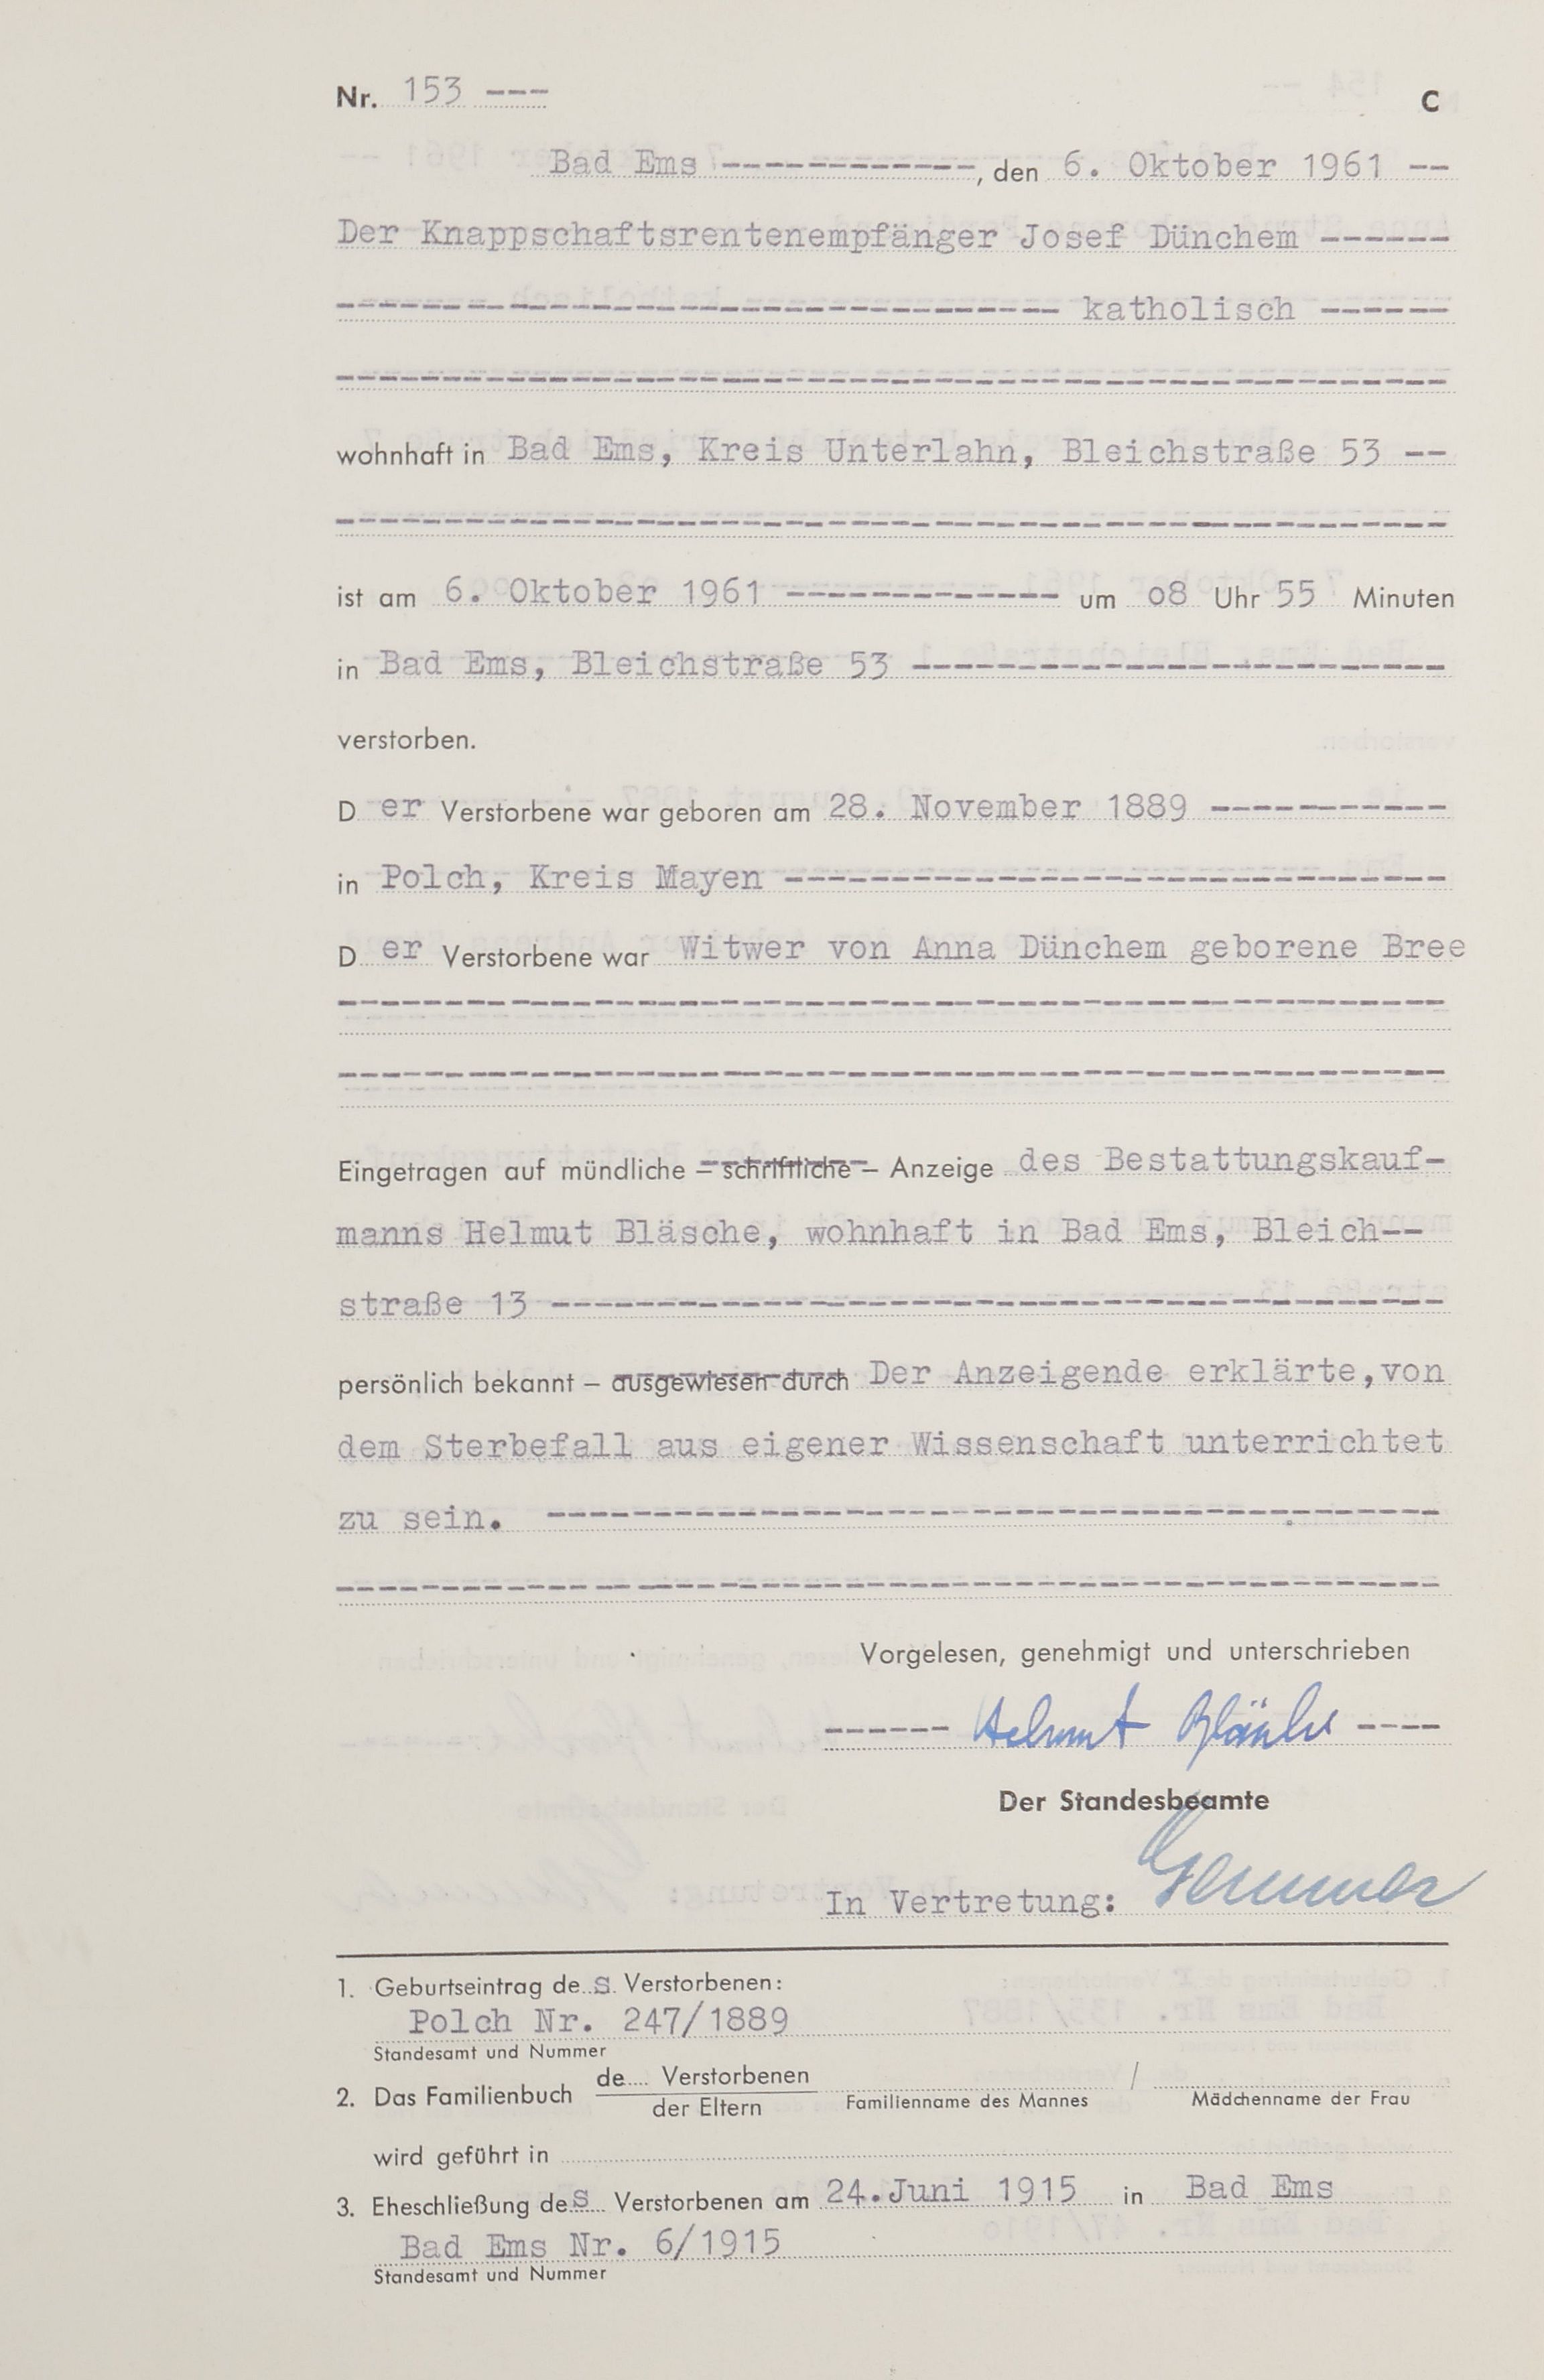 Nr. 153 --- C
Bad Ems ------------, den 6. Oktober 1961 --
Der Knappschaftsrentenempfänger Josef Dünchem ------
---------------------------------- katholisch ------
----------------------------------------------------
wohnhaft in Bad Ems, Kreis Unterlahn, Bleichstraße 53 --
----------------------------------------------------
ist am 6. Oktober 1961 ------------- um o8 Uhr 55 Minuten
in Bad Ems, Bleichstraße 53 -------------------------
verstorben.
D er Verstorbene war geboren am 28. November 1889 -----------
in Polch, Kreis Mayen -------------------------------
D er Verstorbene war Witwer von Anna Dünchem geborene Bree
----------------------------------------------------
----------------------------------------------------
Eingetragen auf mündliche – schriftliche – Anzeige des Bestattungskauf-
manns Helmut Bläsche, wohnhaft in Bad Ems, Bleich--
straße 13 ------------------------------------------
persönlich bekannt – ausgewiesen durch Der Anzeigende erklärte,von
dem Sterbefall aus eigener Wissenschaft unterrichtet
zu sein. ------------------------------------------
----------------------------------------------------
Vorgelesen, genehmigt und unterschrieben
------ Helmut Bläsche ----
Der Standesbeamte
In Vertretung:
1. Geburtseintrag des Verstorbenen:
Polch Nr. 247/1889
Standesamt und Nummer
2. Das Familienbuch de.... Verstorbenen / 
der Eltern Familienname des Mannes Mädchenname der Frau
wird geführt in
3. Eheschließung des Verstorbenen am 24.Juni 1915 in Bad Ems
Bad Ems Nr. 6/1915
Standesamt und Nummer